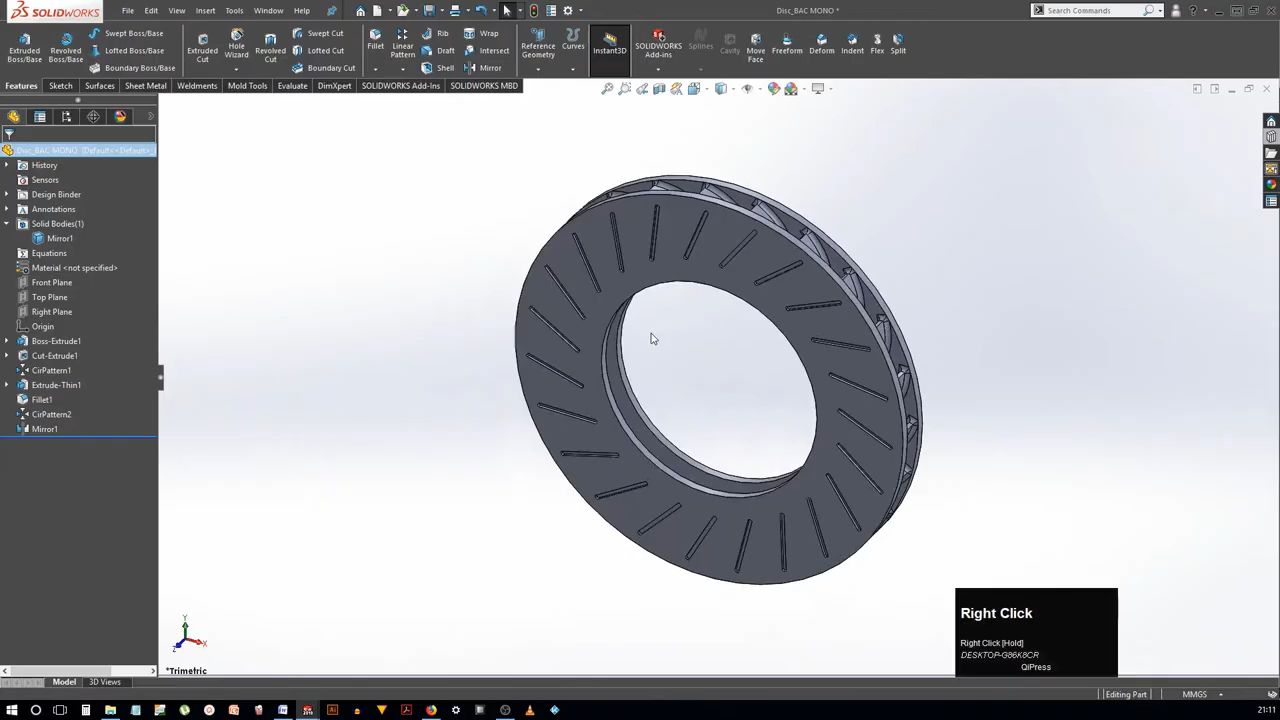 SOLIDWORKS
File
Edit
View
Insert
Tools
Window
Help
Disc_BAC MONO *
Search Commands
Extruded Boss/Base
Revolved Boss/Base
Swept Boss/Base
Lofted Boss/Base
Boundary Boss/Base
Extruded Cut
Hole Wizard
Revolved Cut
Swept Cut
Lofted Cut
Boundary Cut
Fillet
Linear Pattern
Rib
Draft
Shell
Wrap
Intersect
Mirror
Reference Geometry
Curves
Instant3D
SOLIDWORKS Add-ins
Splines
Cavity
Move Face
Freeform
Deform
Indent
Flex
Split
Features
Sketch
Surfaces
Sheet Metal
Weldments
Mold Tools
Evaluate
DimXpert
SOLIDWORKS Add-Ins
SOLIDWORKS MBD
Disc_BAC MONO (Default<<Default>_
History
Sensors
Design Binder
Annotations
Solid Bodies(1)
Mirror1
Equations
Material <not specified>
Front Plane
Top Plane
Right Plane
Origin
Boss-Extrude1
Cut-Extrude1
CirPattern1
Extrude-Thin1
Fillet1
CirPattern2
Mirror1
Right Click
Right Click [Hold]
DESKTOP-G86K8CR
QiPress
Y
X
Z
*Trimetric
Model
3D Views
Editing Part
MMGS
21:11